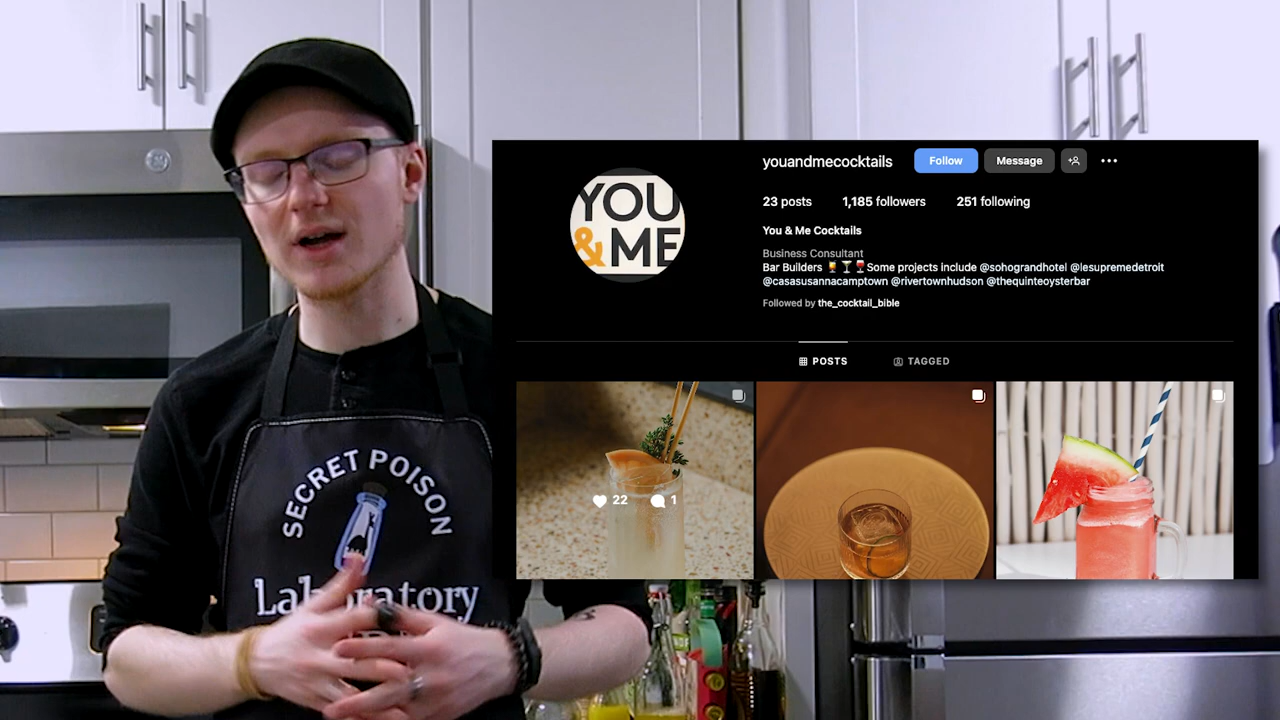 SECRET POISON
Laboratory
youandmecocktails
Follow
Message
23 posts
1,185 followers
251 following
YOU
&ME
You & Me Cocktails
Business Consultant
Bar Builders 🍹🍸🍷Some projects include @sohograndhotel @lesupremedetroit
@casasusannacamptown @rivertownhudson @thequinteoysterbar
Followed by the_cocktail_bible
POSTS
TAGGED
22
1